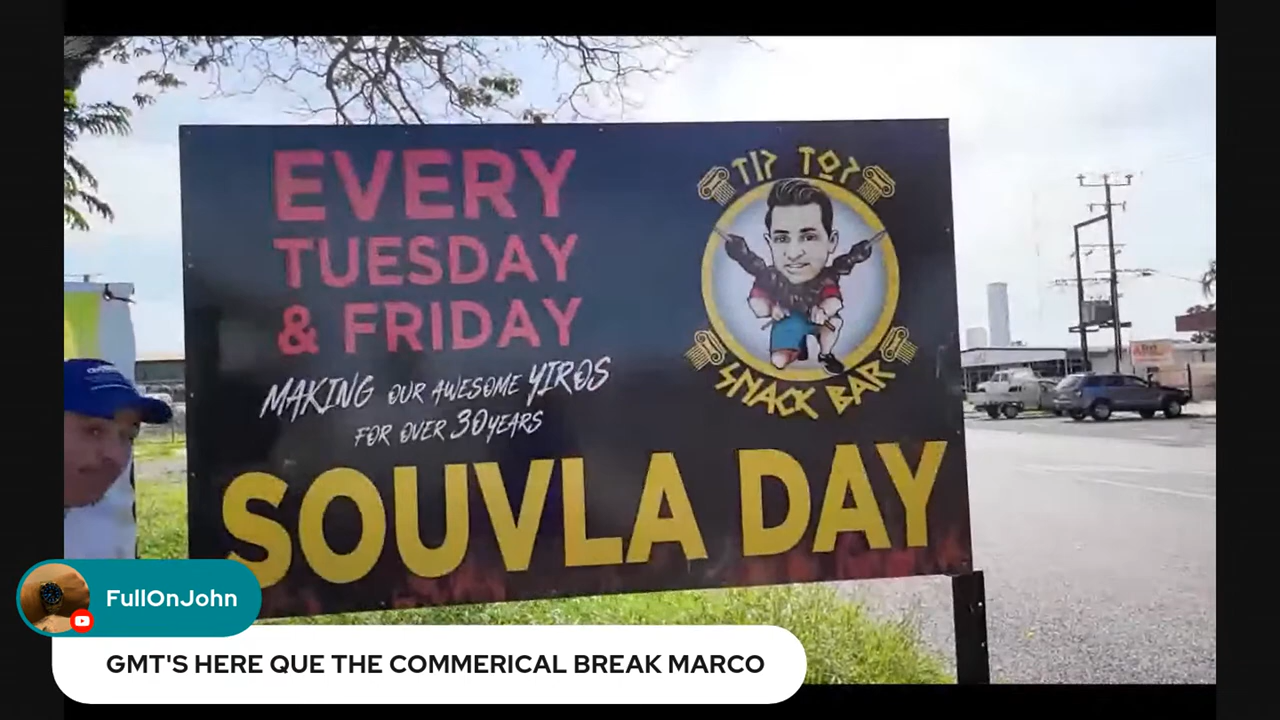 EVERY
TUESDAY
& FRIDAY
MAKING OUR AWESOME YIROS
FOR OVER 30 YEARS
SOUVLA DAY
TIP TOP
SNACK BAR
FullOnJohn
GMT'S HERE QUE THE COMMERICAL BREAK MARCO